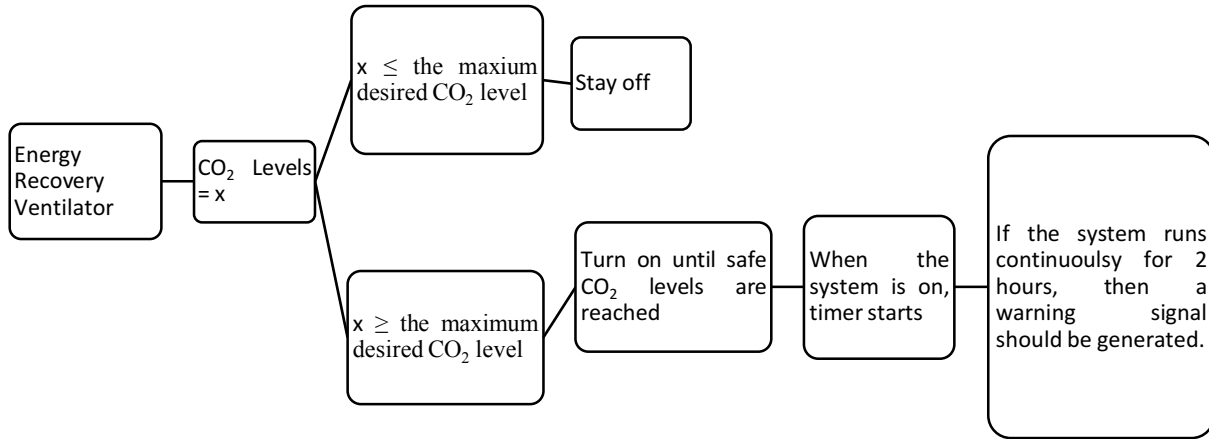 Energy
Recovery
Ventilator
CO₂ Levels
= x
x ≤ the maxium
desired CO₂ level
Stay off
x ≥ the maximum
desired CO₂ level
Turn on until safe
CO₂ levels are
reached
When the
system is on,
timer starts
If the system runs
continuoulsy for 2
hours, then a
warning signal
should be generated.